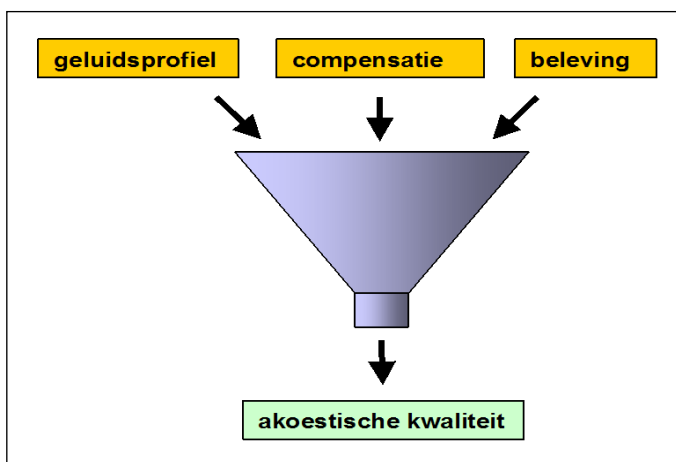 geluidsprofiel
compensatie
beleving
akoestische kwaliteit